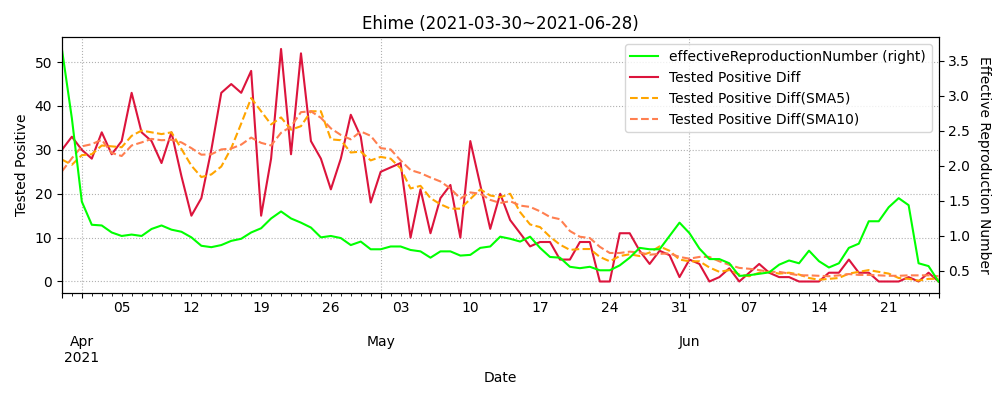 Ehime (2021-03-30~2021-06-28)
effectiveReproductionNumber (right)
Tested Positive Diff
Tested Positive Diff(SMA5)
Tested Positive Diff(SMA10)
Tested Positive
50
40
30
20
10
0
Effective Reproduction Number
3.5
3.0
2.5
2.0
1.5
1.0
0.5
05 12 19 26 03 10 17 24 31 07 14 21
Apr May Jun
2021
Date